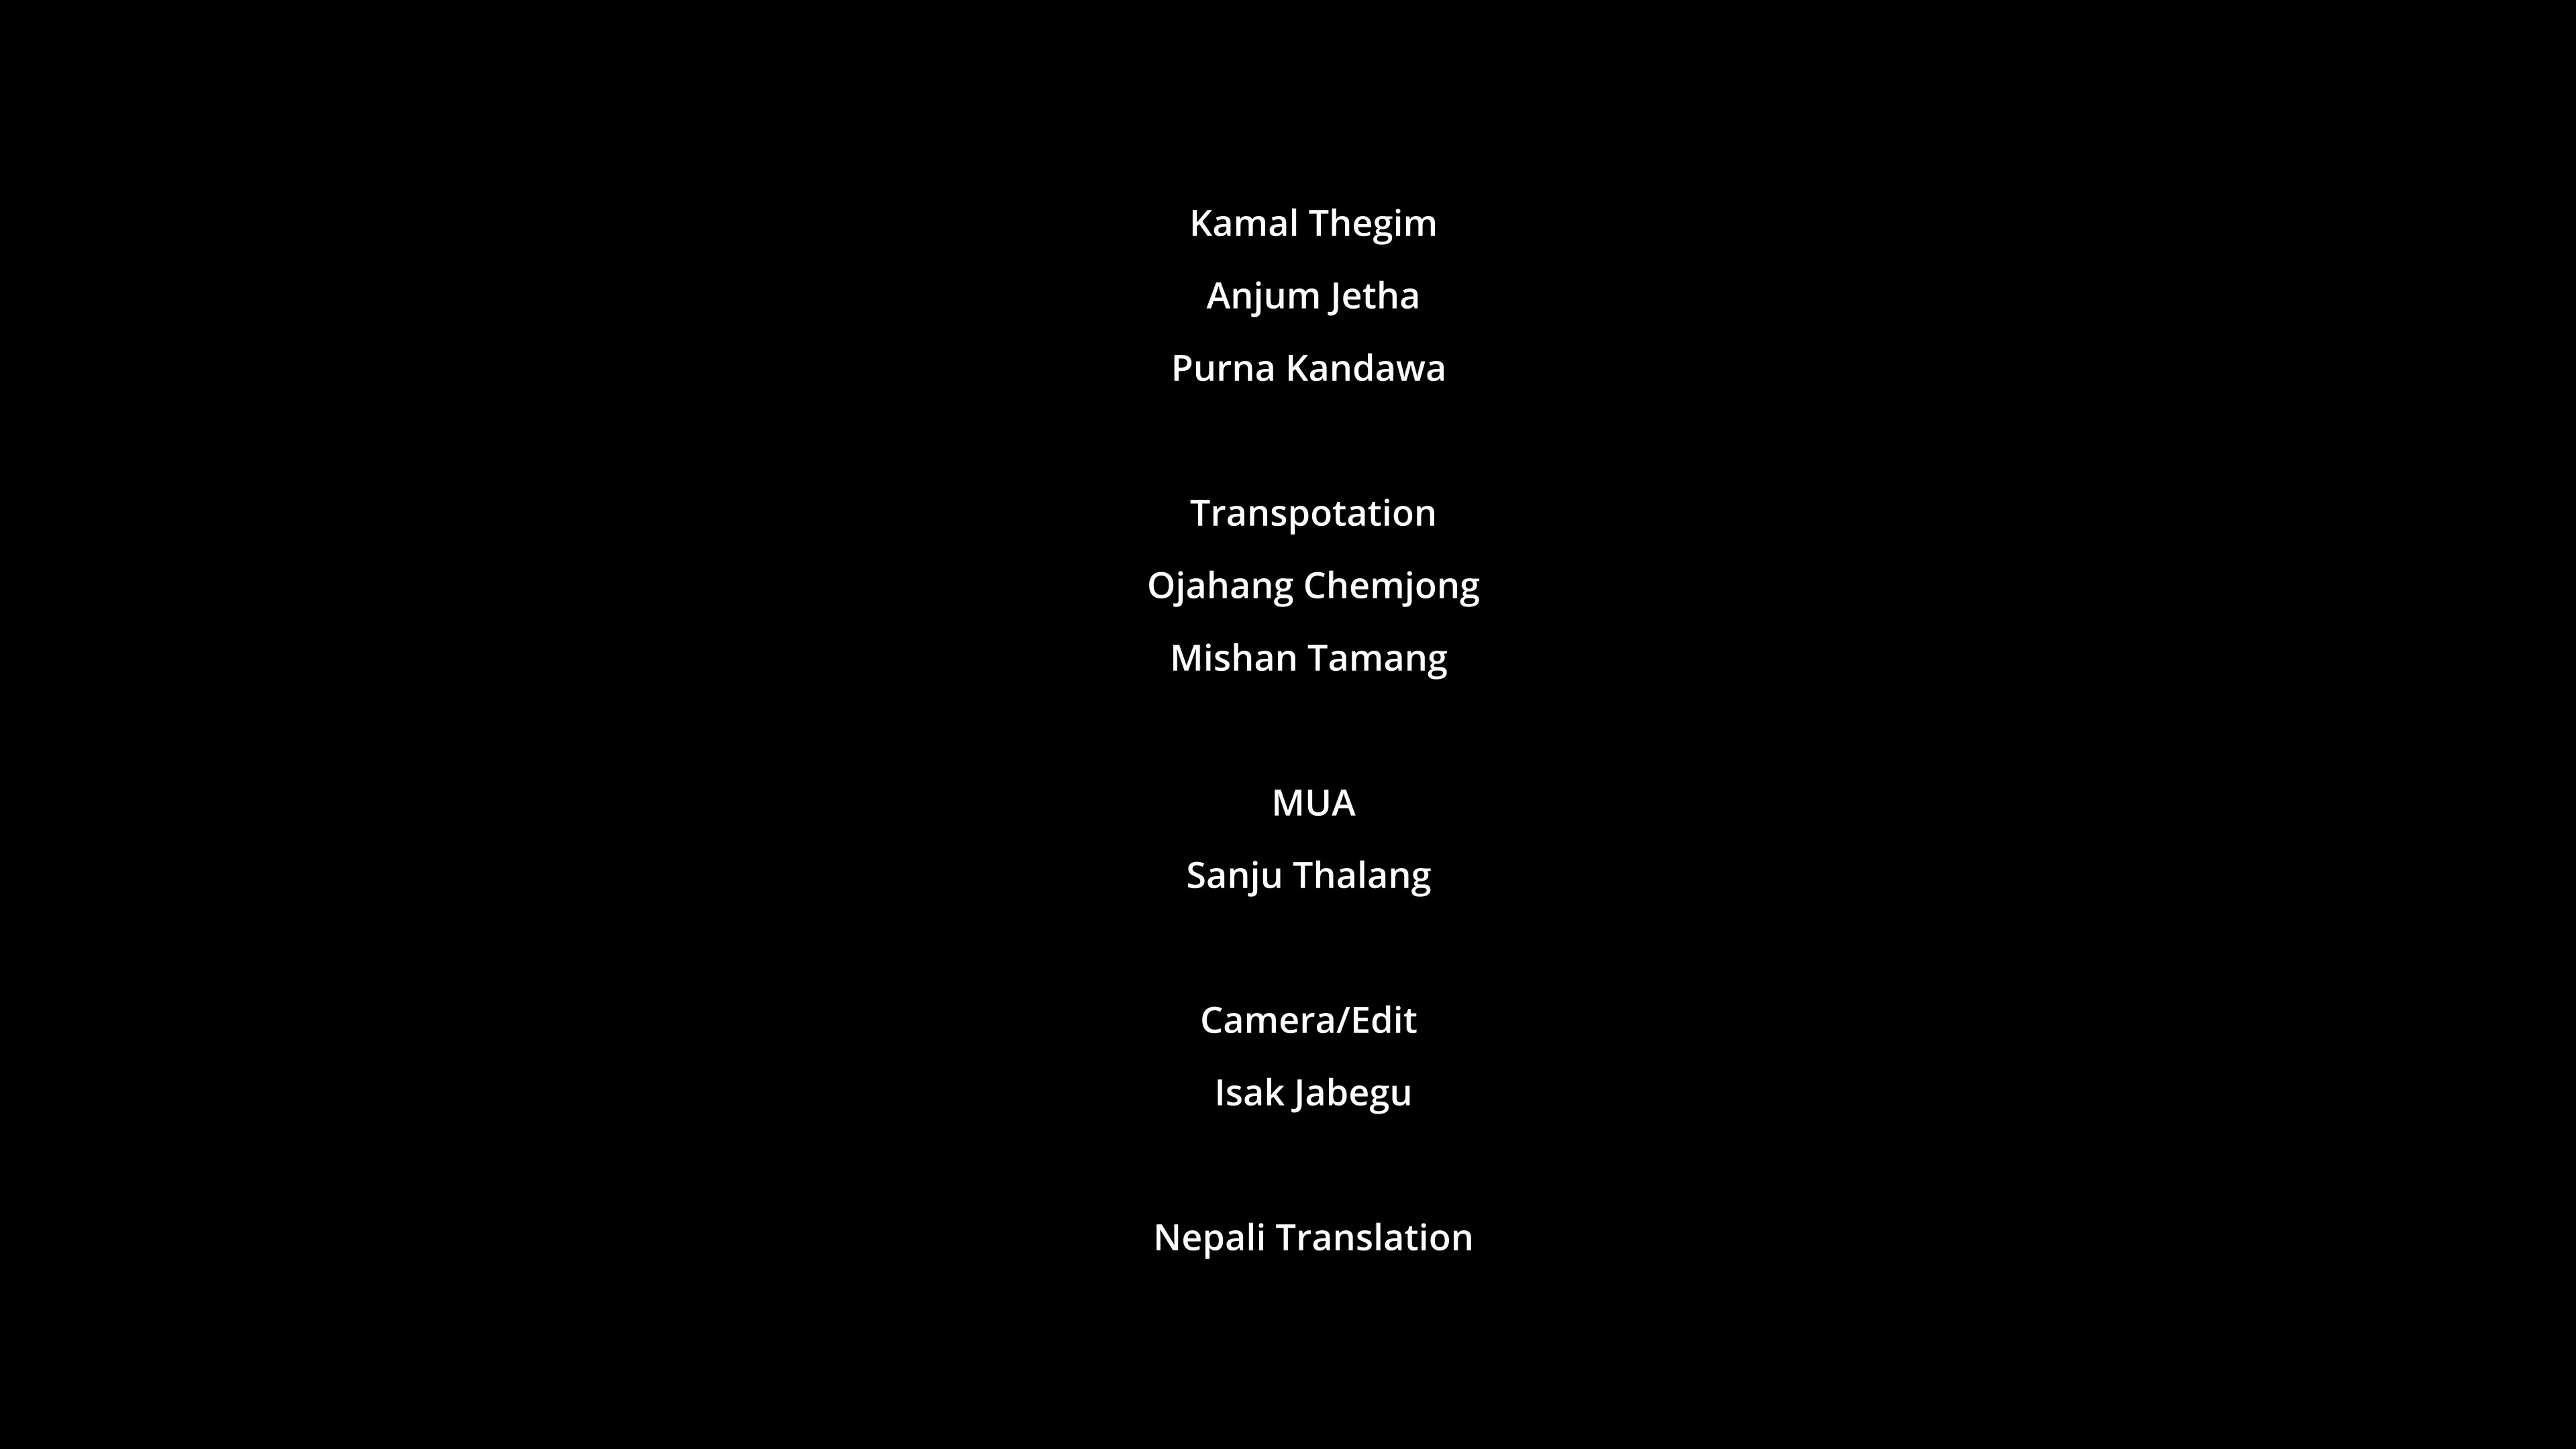 Kamal Thegim
Anjum Jetha
Purna Kandawa
Transpotation
Ojahang Chemjong
Mishan Tamang
MUA
Sanju Thalang
Camera/Edit
Isak Jabegu
Nepali Translation